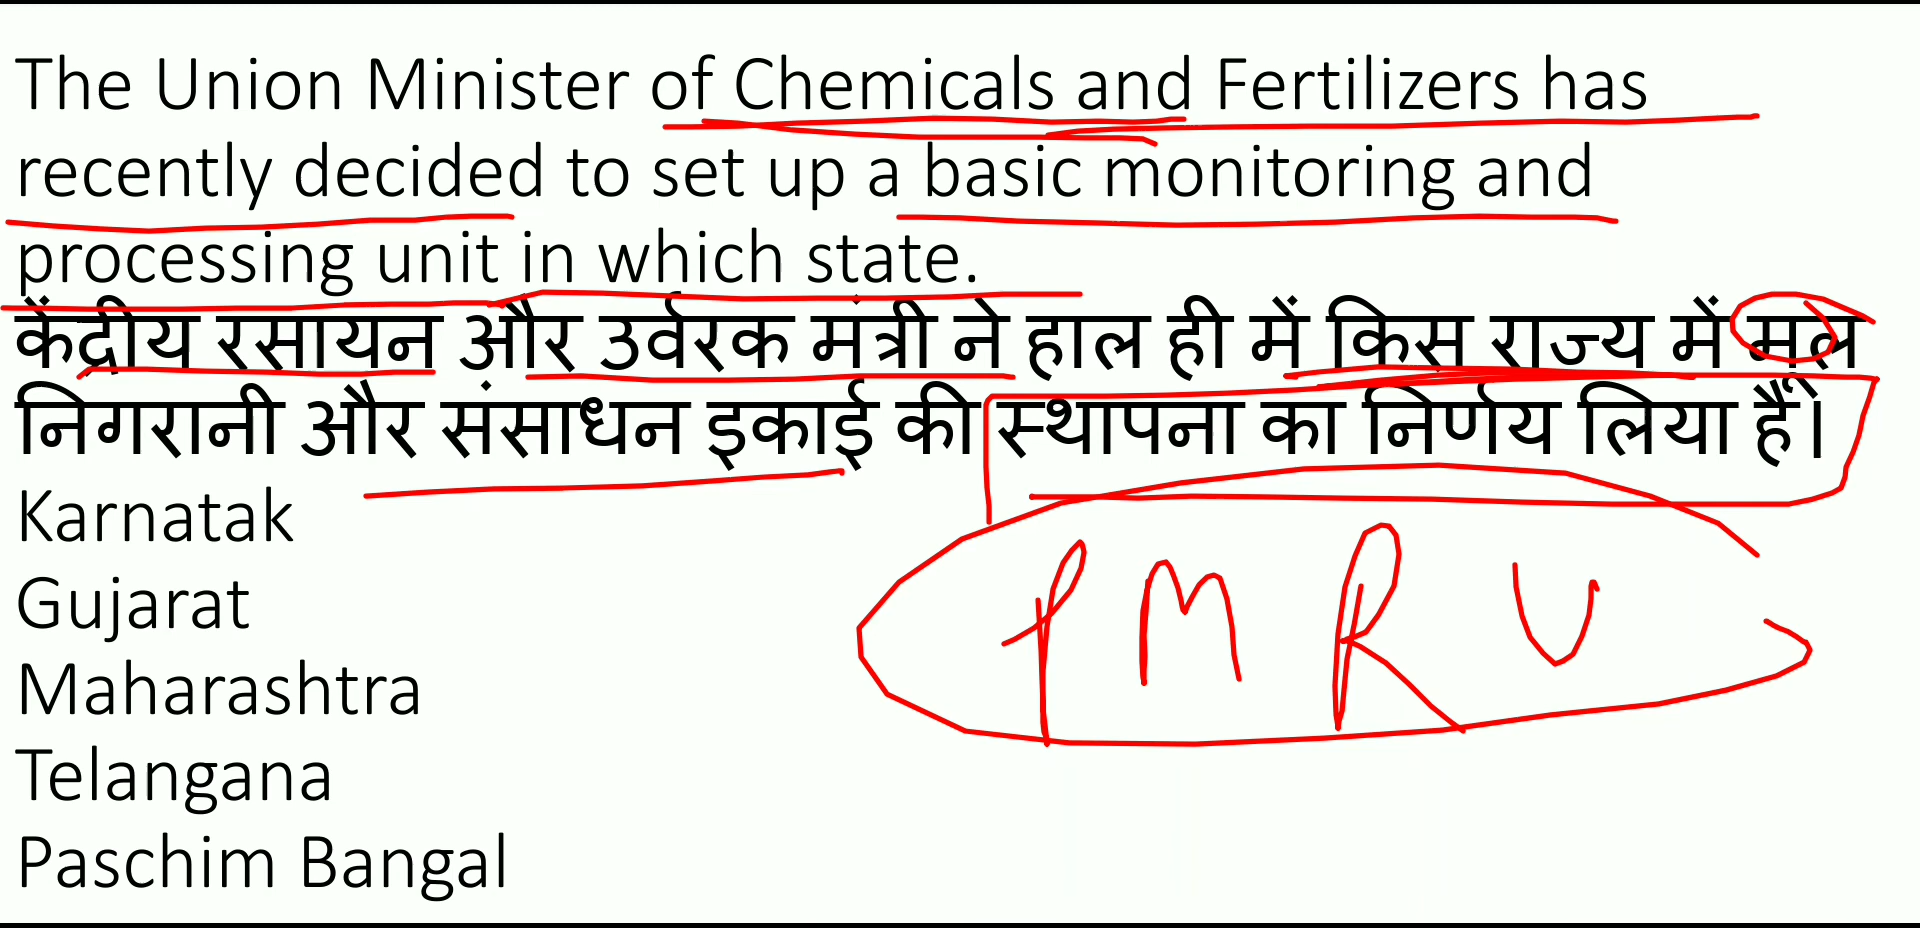 The Union Minister of Chemicals and Fertilizers has
recently decided to set up a basic monitoring and
processing unit in which state.
केंद्रीय रसायन और उर्वरक मंत्री ने हाल ही में किस राज्य में मूल
निगरानी और संसाधन इकाई की स्थापना का निर्णय लिया हैं।
Karnatak
Gujarat
Maharashtra
Telangana
Paschim Bangal
PMRU